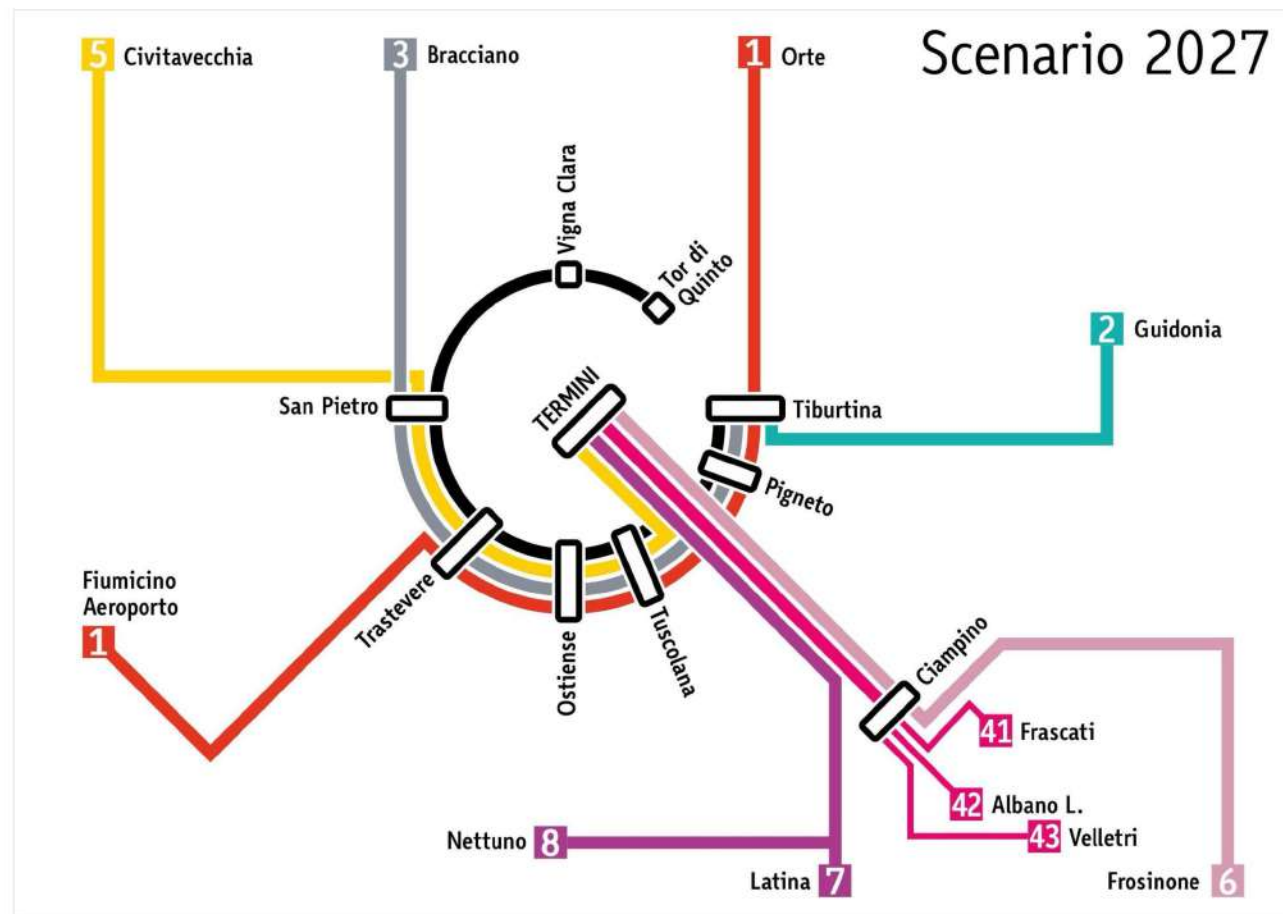 Scenario 2027
5 Civitavecchia
3 Bracciano
1 Orte
Vigna Clara
Tor di
Quinto
2 Guidonia
San Pietro
TERMINI
Tiburtina
Pigneto
Fiumicino
Aeroporto
1
Trastevere
Ostiense
Tuscolana
Ciampino
41 Frascati
42 Albano L.
43 Velletri
Nettuno 8
Latina 7
Frosinone 6